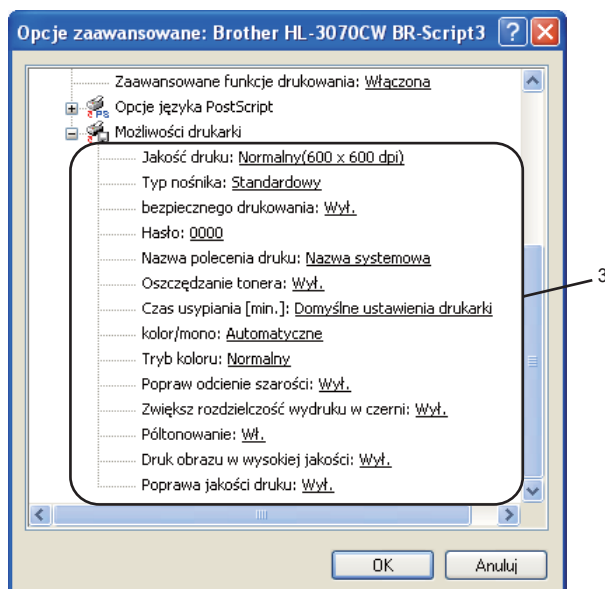 Opcje zaawansowane: Brother HL-3070CW BR-Script3
Zaawansowane funkcje drukowania: Włączona
Opcje języka PostScript
Możliwości drukarki
Jakość druku: Normalny(600 x 600 dpi)
Typ nośnika: Standardowy
bezpiecznego drukowania: Wył.
Hasło: 0000
Nazwa polecenia druku: Nazwa systemowa
Oszczędzanie tonera: Wył.
Czas usypiania [min.]: Domyślne ustawienia drukarki
3
kolor/mono: Automatyczne
Tryb koloru: Normalny
Popraw odcienie szarości: Wył.
Zwiększ rozdzielczość wydruku w czerni: Wył.
Półtonowanie: Wł.
Druk obrazu w wysokiej jakości: Wył.
Poprawa jakości druku: Wył.
OK
Anuluj